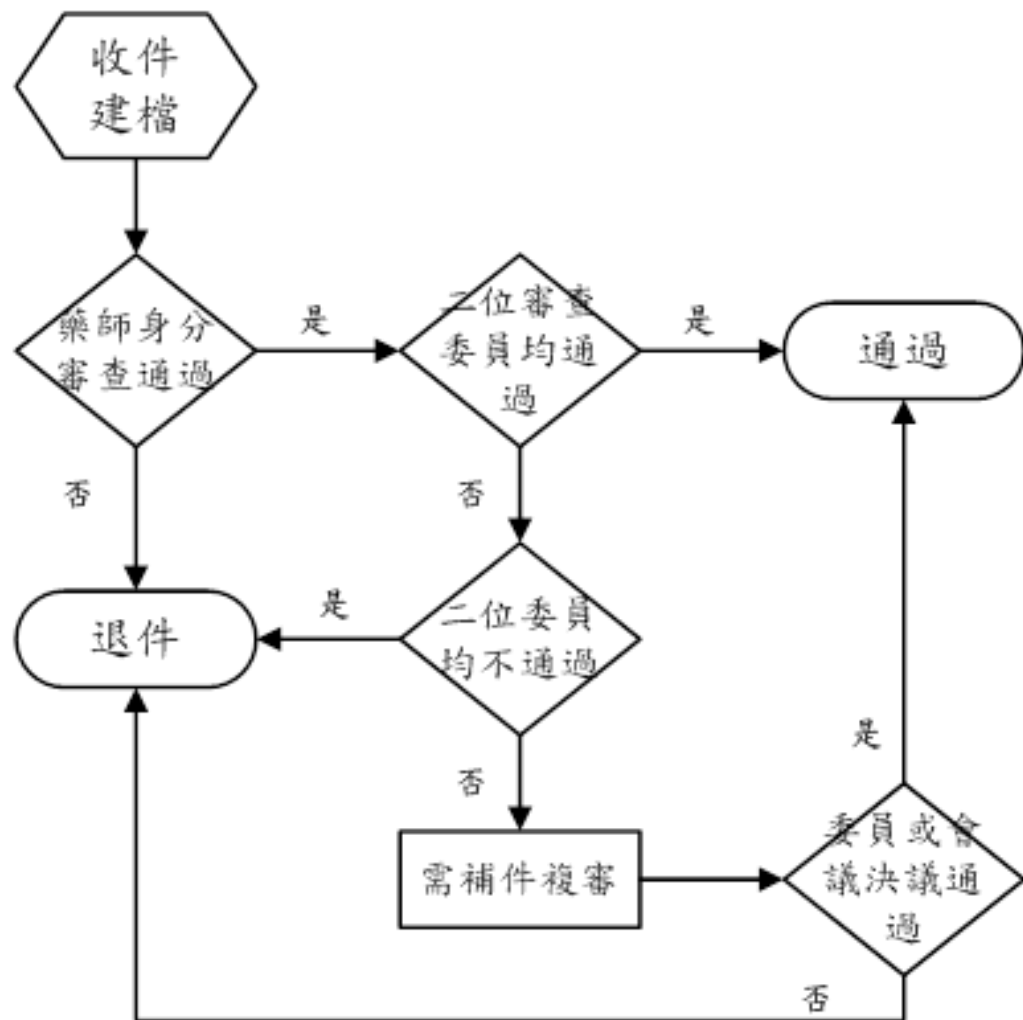 收件
建檔
藥師身分
審查通過
是
二位審查
委員均通
過
是
通過
否
否
退件
是
二位委員
均不通過
否
是
需補件複審
委員或會
議決議通
過
否